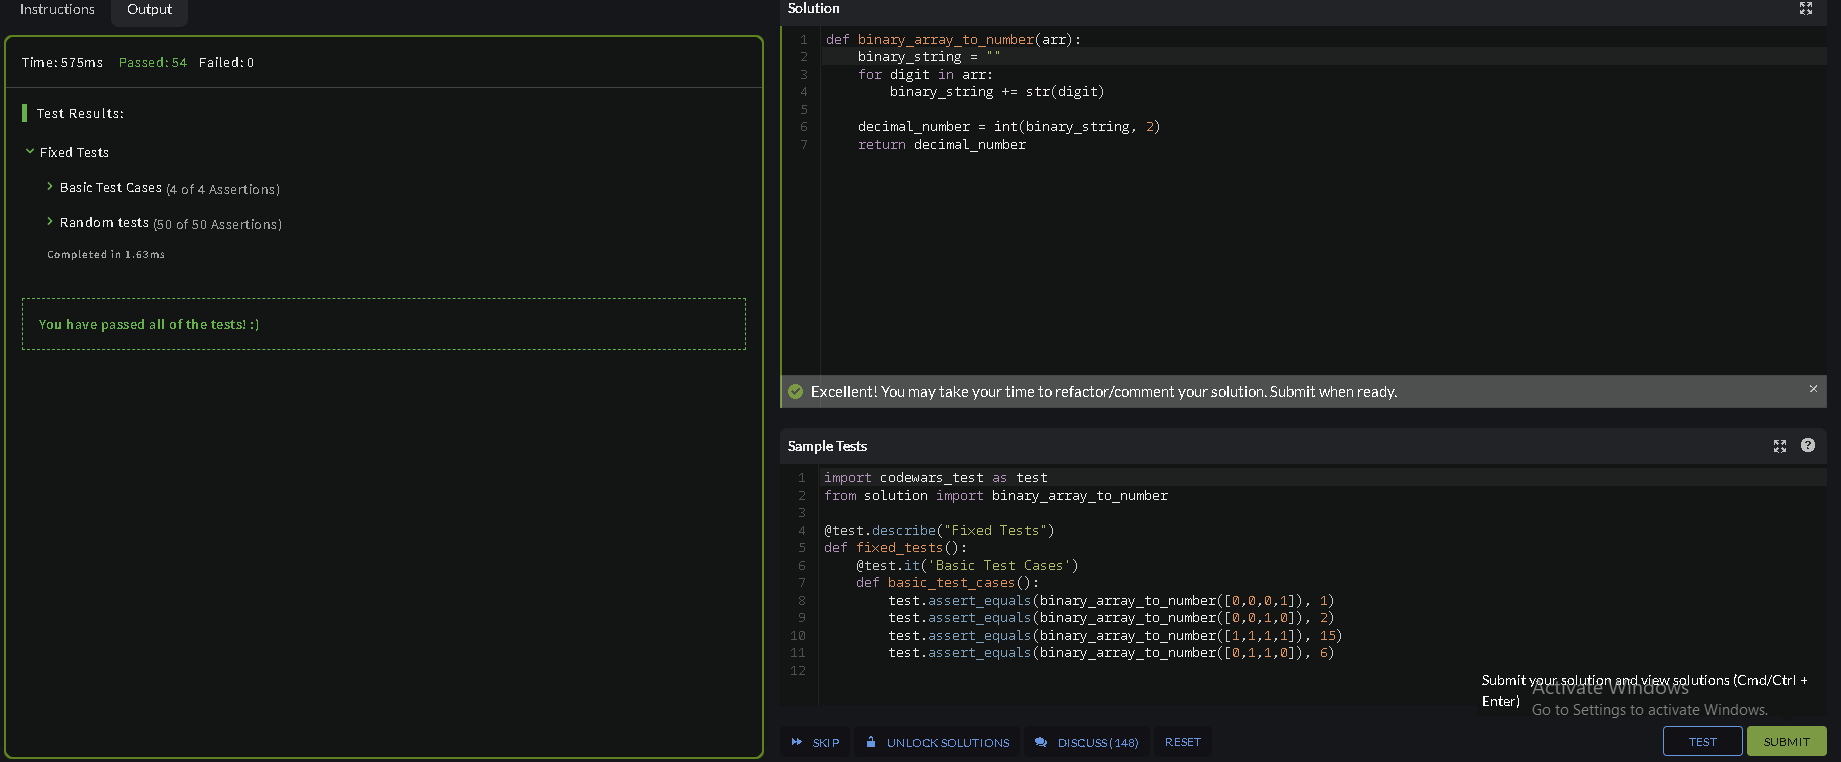 Instructions Output
Time: 575ms Passed: 54 Failed: 0
Test Results:
Fixed Tests
Basic Test Cases (4 of 4 Assertions)
Random tests (50 of 50 Assertions)
Completed in 1.63ms
You have passed all of the tests! :)
Solution
1 def binary_array_to_number(arr):
2     binary_string = ""
3     for digit in arr:
4         binary_string += str(digit)
5
6     decimal_number = int(binary_string, 2)
7     return decimal_number
Excellent! You may take your time to refactor/comment your solution. Submit when ready. ×
Sample Tests ?
1 import codewars_test as test
2 from solution import binary_array_to_number
3
4 @test.describe("Fixed Tests")
5 def fixed_tests():
6     @test.it('Basic Test Cases')
7     def basic_test_cases():
8         test.assert_equals(binary_array_to_number([0,0,0,1]), 1)
9         test.assert_equals(binary_array_to_number([0,0,1,0]), 2)
10         test.assert_equals(binary_array_to_number([1,1,1,1]), 15)
11         test.assert_equals(binary_array_to_number([0,1,1,0]), 6)
12
Submit your solution and view solutions (Cmd/Ctrl +
Enter)
Activate Windows
Go to Settings to activate Windows.
SKIP UNLOCK SOLUTIONS DISCUSS (148) RESET TEST SUBMIT